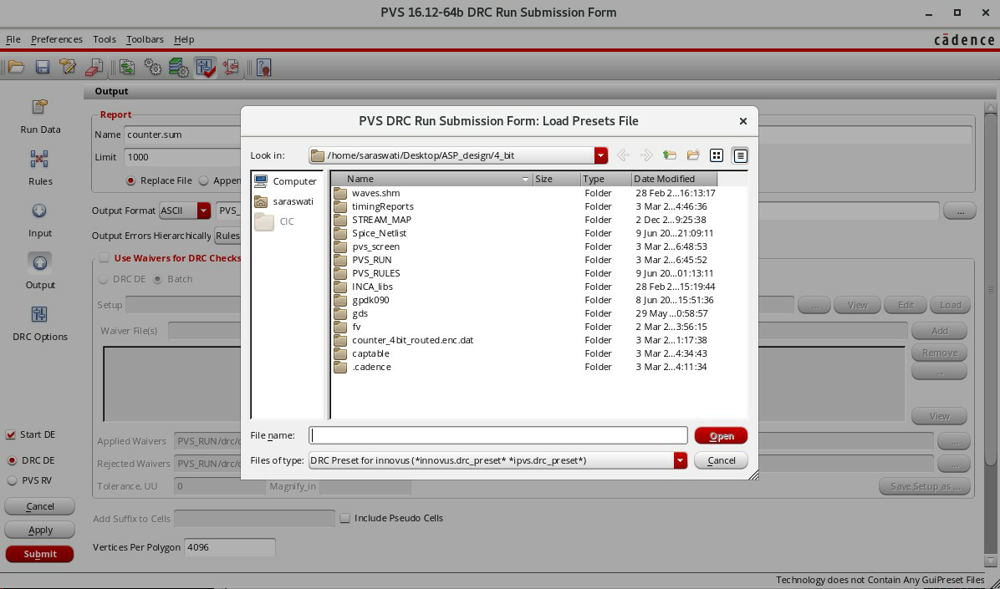 PVS 16.12-64b DRC Run Submission Form
File Preferences Tools Toolbars Help
cādence
Output
Run Data
Rules
Input
Output
DRC Options
Start DE
DRC DE
PVS RV
Cancel
Apply
Submit
Report
Name counter.sum
Limit 1000
Replace File Appen
Output Format ASCII PVS_ ...
Output Errors Hierarchically Rules
Use Waivers for DRC Checks
DRC DE Batch
Setup ... View Edit Load
Waiver File(s) Add
Remove
...
View
Applied Waivers PVS_RUN/drc/c ...
Rejected Waivers PVS_RUN/drc/c ...
Tolerance, UU 0 Magnify_in Save Setup as ...
Add Suffix to Cells Include Pseudo Cells
Vertices Per Polygon 4096
PVS DRC Run Submission Form: Load Presets File
Look in: /home/saraswati/Desktop/ASP_design/4_bit
Computer
saraswati
CIC
Name Size Type Date Modified
waves.shm Folder 28 Feb 2...16:13:17
timingReports Folder 3 Mar 2...4:46:36
STREAM_MAP Folder 2 Dec 2...9:25:38
Spice_Netlist Folder 9 Jun 20...21:09:11
pvs_screen Folder 3 Mar 2...6:48:53
PVS_RUN Folder 3 Mar 2...6:45:52
PVS_RULES Folder 9 Jun 20...01:13:11
INCA_libs Folder 28 Feb 2...15:19:44
gpdk090 Folder 8 Jun 20...15:51:36
gds Folder 29 May ...0:58:57
fv Folder 2 Mar 2...3:56:15
counter_4bit_routed.enc.dat Folder 3 Mar 2...1:17:38
captable Folder 3 Mar 2...4:34:43
.cadence Folder 3 Mar 2...4:11:34
File name: Open
Files of type: DRC Preset for innovus (*innovus.drc_preset* *ipvs.drc_preset*) Cancel
Technology does not Contain Any GuiPreset Files